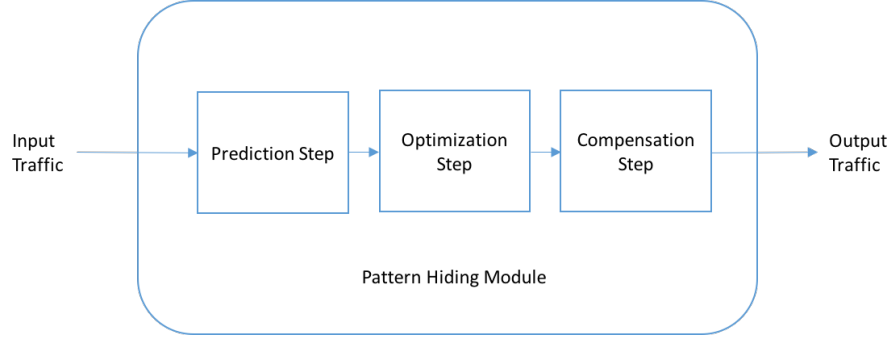 Input
Traffic
Prediction Step
Optimization
Step
Compensation
Step
Output
Traffic
Pattern Hiding Module